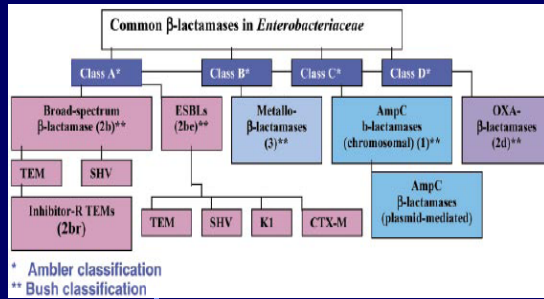 Common β-lactamases in Enterobacteriaceae
Class A*
Class B*
Class C*
Class D*
Broad-spectrum
β-lactamase (2b)**
ESBLs
(2be)**
Metallo-
β-lactamases
(3)**
AmpC
b-lactamases
(chromosomal) (1)**
OXA-
β-lactamases
(2d)**
TEM
SHV
Inhibitor-R TEMs
(2br)
TEM
SHV
K1
CTX-M
AmpC
β-lactamases
(plasmid-mediated)
* Ambler classification
** Bush classification